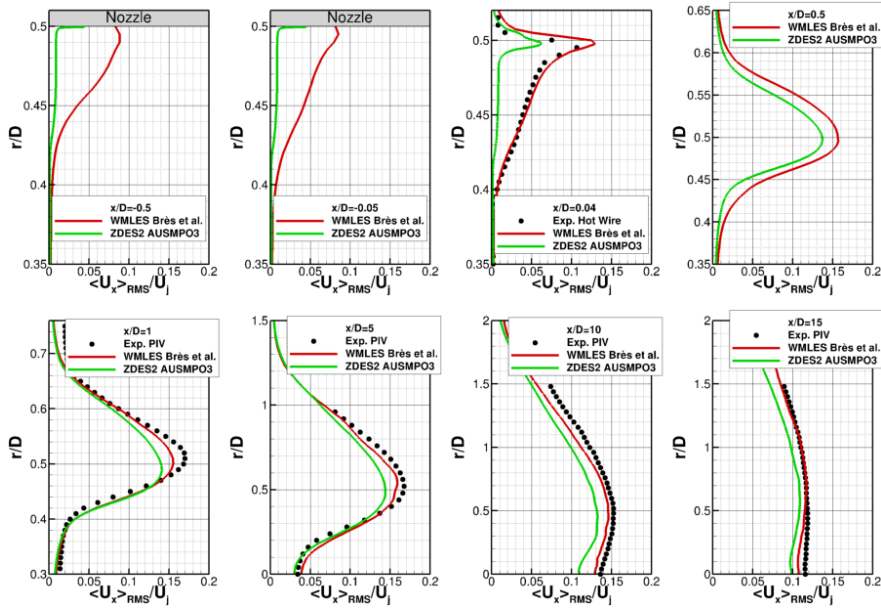 Nozzle
r/D
0.5
0.45
0.4
0.35
x/D=-0.5
WMLES Brès et al.
ZDES2 AUSMPO3
0 0.05 0.1 0.15 0.2
<U_x>_RMS/U_j
Nozzle
r/D
0.5
0.45
0.4
0.35
x/D=-0.05
WMLES Brès et al.
ZDES2 AUSMPO3
0 0.05 0.1 0.15 0.2
<U_x>_RMS/U_j
r/D
0.5
0.45
0.4
0.35
x/D=0.04
Exp. Hot Wire
WMLES Brès et al.
ZDES2 AUSMPO3
0 0.05 0.1 0.15 0.2
<U_x>_RMS/U_j
r/D
0.65
0.6
0.55
0.5
0.45
0.4
0.35
x/D=0.5
WMLES Brès et al.
ZDES2 AUSMPO3
0 0.05 0.1 0.15 0.2
<U_x>_RMS/U_j
r/D
0.7
0.6
0.5
0.4
0.3
x/D=1
Exp. PIV
WMLES Brès et al.
ZDES2 AUSMPO3
0 0.05 0.1 0.15 0.2
<U_x>_RMS/U_j
r/D
1.5
1
0.5
0
x/D=5
Exp. PIV
WMLES Brès et al.
ZDES2 AUSMPO3
0 0.05 0.1 0.15 0.2
<U_x>_RMS/U_j
r/D
2
1.5
1
0.5
0
x/D=10
Exp. PIV
WMLES Brès et al.
ZDES2 AUSMPO3
0 0.05 0.1 0.15 0.2
<U_x>_RMS/U_j
r/D
2
1.5
1
0.5
0
x/D=15
Exp. PIV
WMLES Brès et al.
ZDES2 AUSMPO3
0 0.05 0.1 0.15 0.2
<U_x>_RMS/U_j